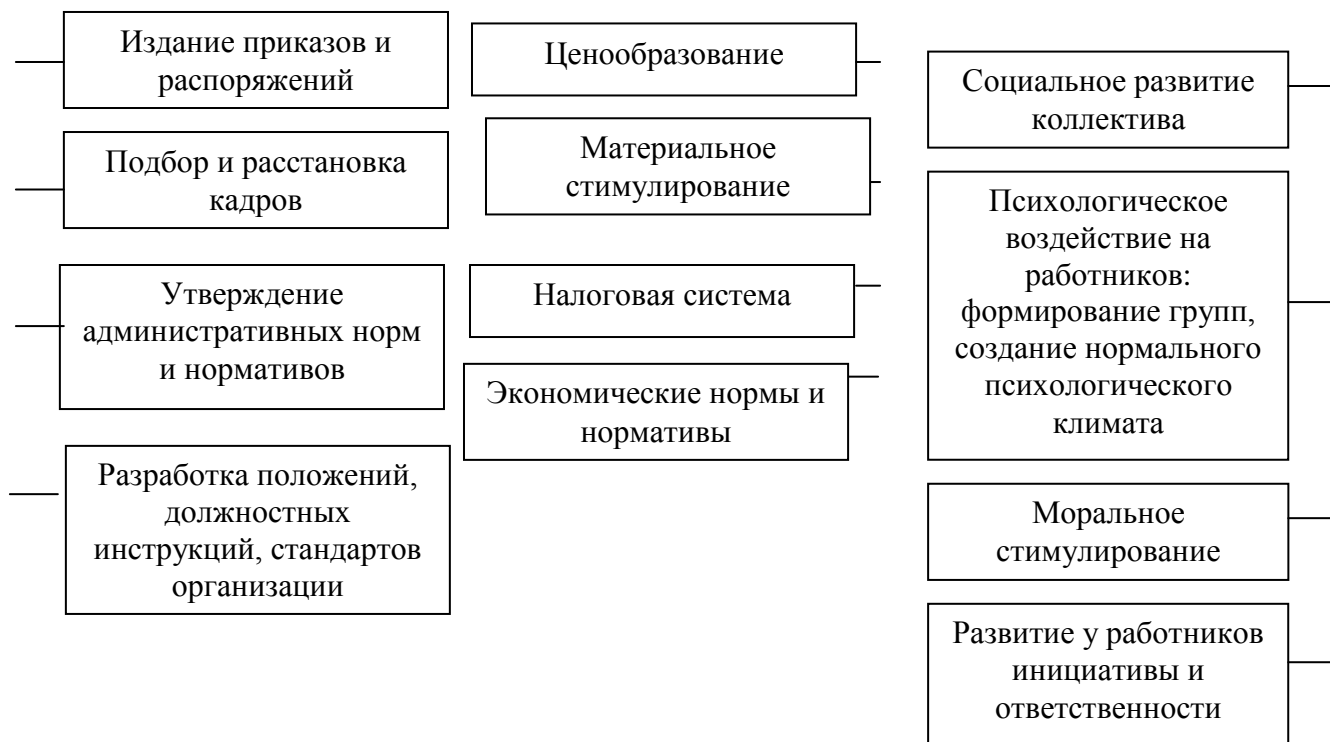 Издание приказов и
распоряжений
Подбор и расстановка
кадров
Утверждение
административных норм
и нормативов
Разработка положений,
должностных
инструкций, стандартов
организации
Ценообразование
Материальное
стимулирование
Налоговая система
Экономические нормы и
нормативы
Социальное развитие
коллектива
Психологическое
воздействие на
работников:
формирование групп,
создание нормального
психологического
климата
Моральное
стимулирование
Развитие у работников
инициативы и
ответственности